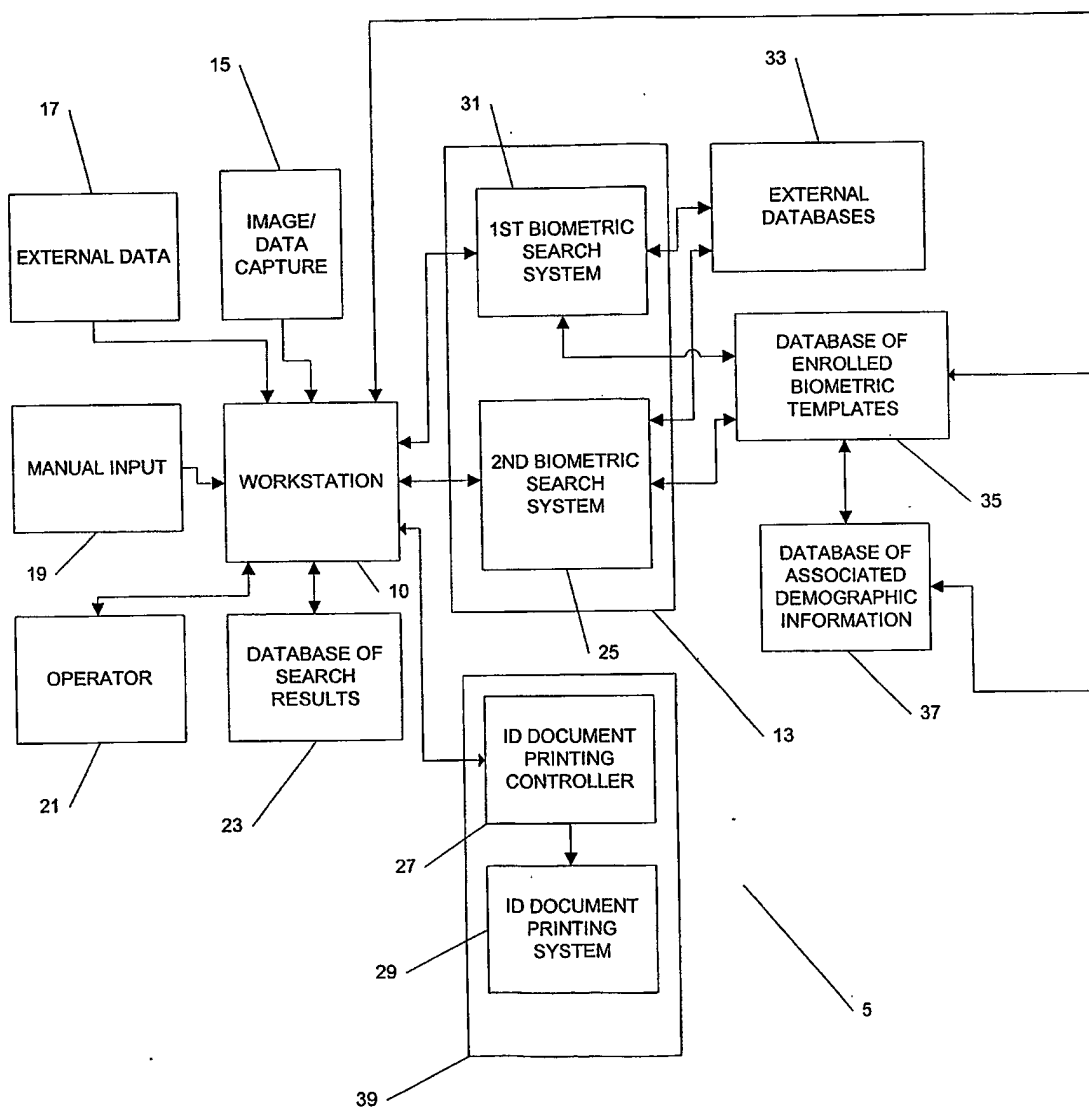 15
33
17
31
EXTERNAL DATA
IMAGE/
DATA
CAPTURE
1ST BIOMETRIC
SEARCH
SYSTEM
EXTERNAL
DATABASES
MANUAL INPUT
WORKSTATION
2ND BIOMETRIC
SEARCH
SYSTEM
DATABASE OF
ENROLLED
BIOMETRIC
TEMPLATES
35
19
10
OPERATOR
DATABASE OF
SEARCH
RESULTS
25
DATABASE OF
ASSOCIATED
DEMOGRAPHIC
INFORMATION
37
13
21
23
ID DOCUMENT
PRINTING
CONTROLLER
27
ID DOCUMENT
PRINTING
SYSTEM
29
5
39